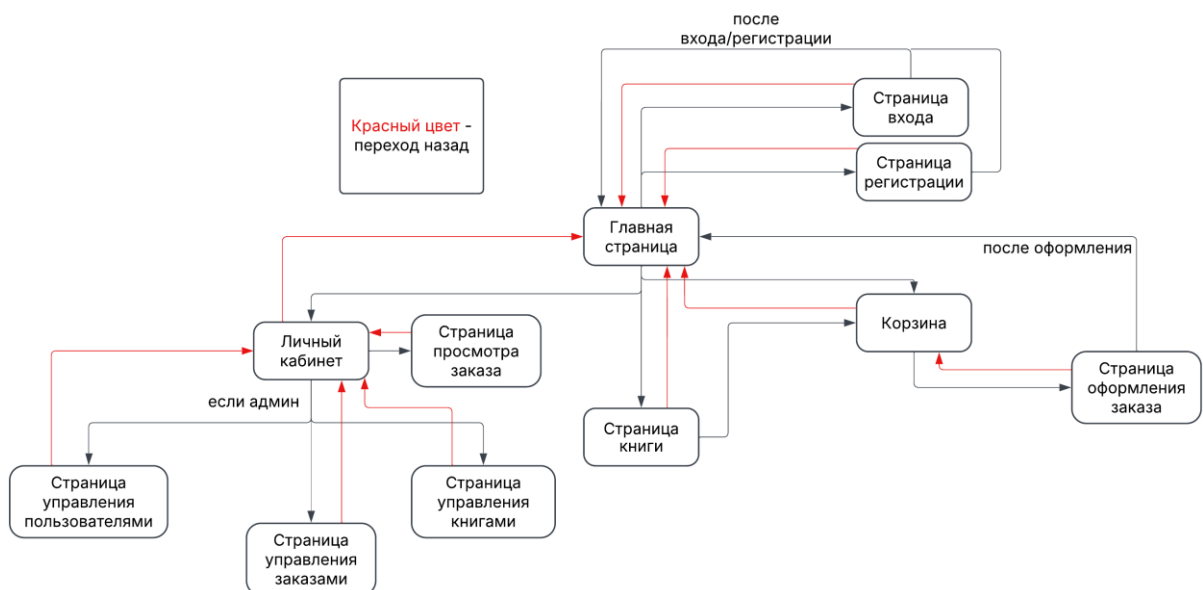 после
входа/регистрации
Страница
входа
Красный цвет -
переход назад
Страница
регистрации
Главная
страница
после оформления
Корзина
Личный
кабинет
Страница
просмотра
заказа
Страница
оформления
заказа
если админ
Страница
книги
Страница
управления
пользователями
Страница
управления
книгами
Страница
управления
заказами